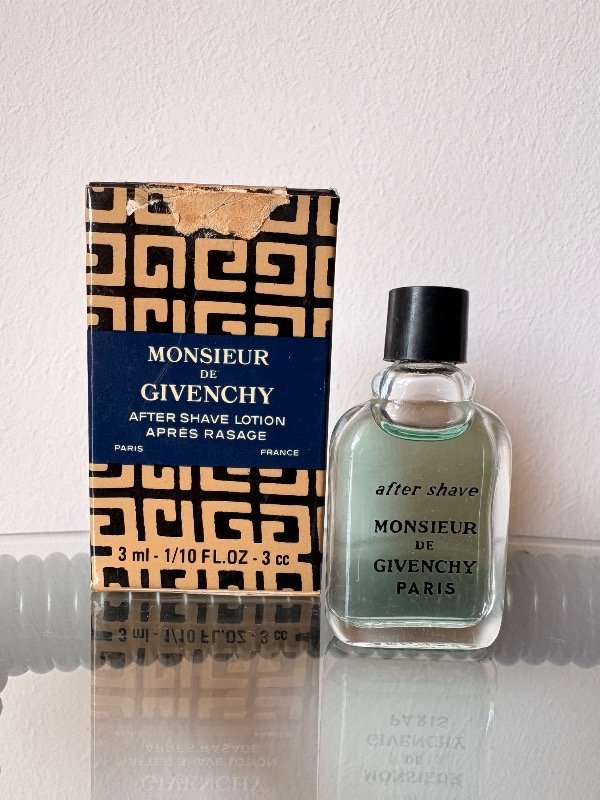 MONSIEUR
DE
GIVENCHY
AFTER SHAVE LOTION
APRÈS RASAGE
PARIS FRANCE
3 ml - 1/10 FL.OZ - 3 cc
after shave
MONSIEUR
DE
GIVENCHY
PARIS